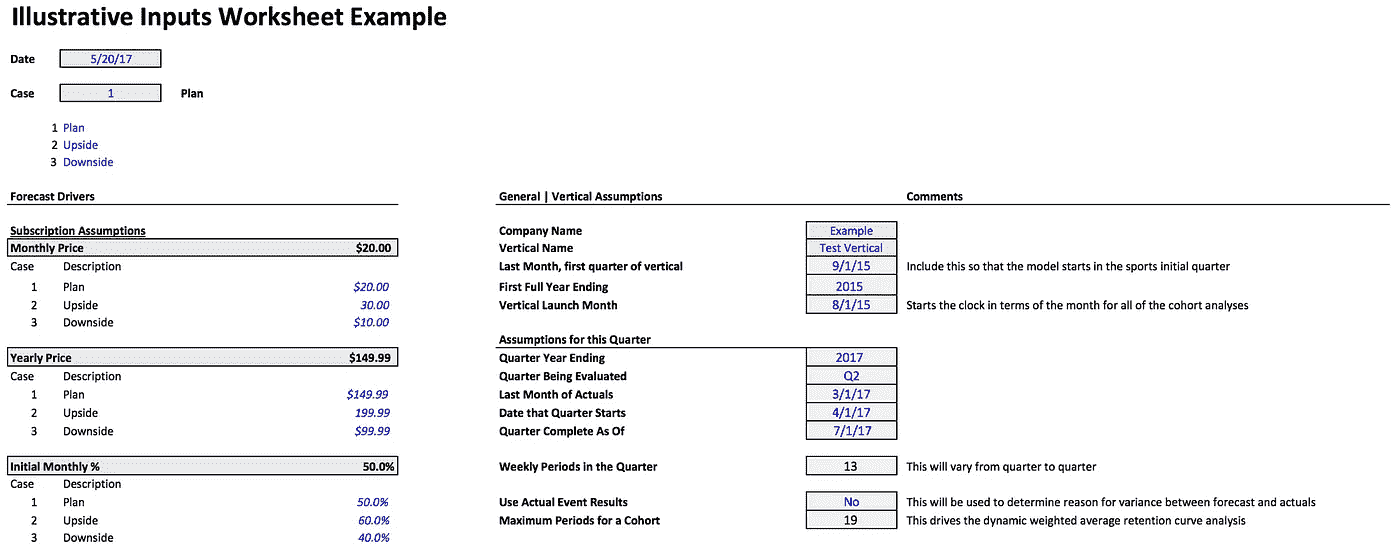 Illustrative Inputs Worksheet Example
Date 5/20/17
Case 1 Plan
1 Plan
2 Upside
3 Downside
Forecast Drivers
Subscription Assumptions
Monthly Price $20.00
Case Description
1 Plan $20.00
2 Upside 30.00
3 Downside $10.00
Yearly Price $149.99
Case Description
1 Plan $149.99
2 Upside 199.99
3 Downside $99.99
Initial Monthly % 50.0%
Case Description
1 Plan 50.0%
2 Upside 60.0%
3 Downside 40.0%
General | Vertical Assumptions Comments
Company Name Example
Vertical Name Test Vertical
Last Month, first quarter of vertical 9/1/15 Include this so that the model starts in the sports initial quarter
First Full Year Ending 2015
Vertical Launch Month 8/1/15 Starts the clock in terms of the month for all of the cohort analyses
Assumptions for this Quarter
Quarter Year Ending 2017
Quarter Being Evaluated Q2
Last Month of Actuals 3/1/17
Date that Quarter Starts 4/1/17
Quarter Complete As Of 7/1/17
Weekly Periods in the Quarter 13 This will vary from quarter to quarter
Use Actual Event Results No This will be used to determine reason for variance between forecast and actuals
Maximum Periods for a Cohort 19 This drives the dynamic weighted average retention curve analysis